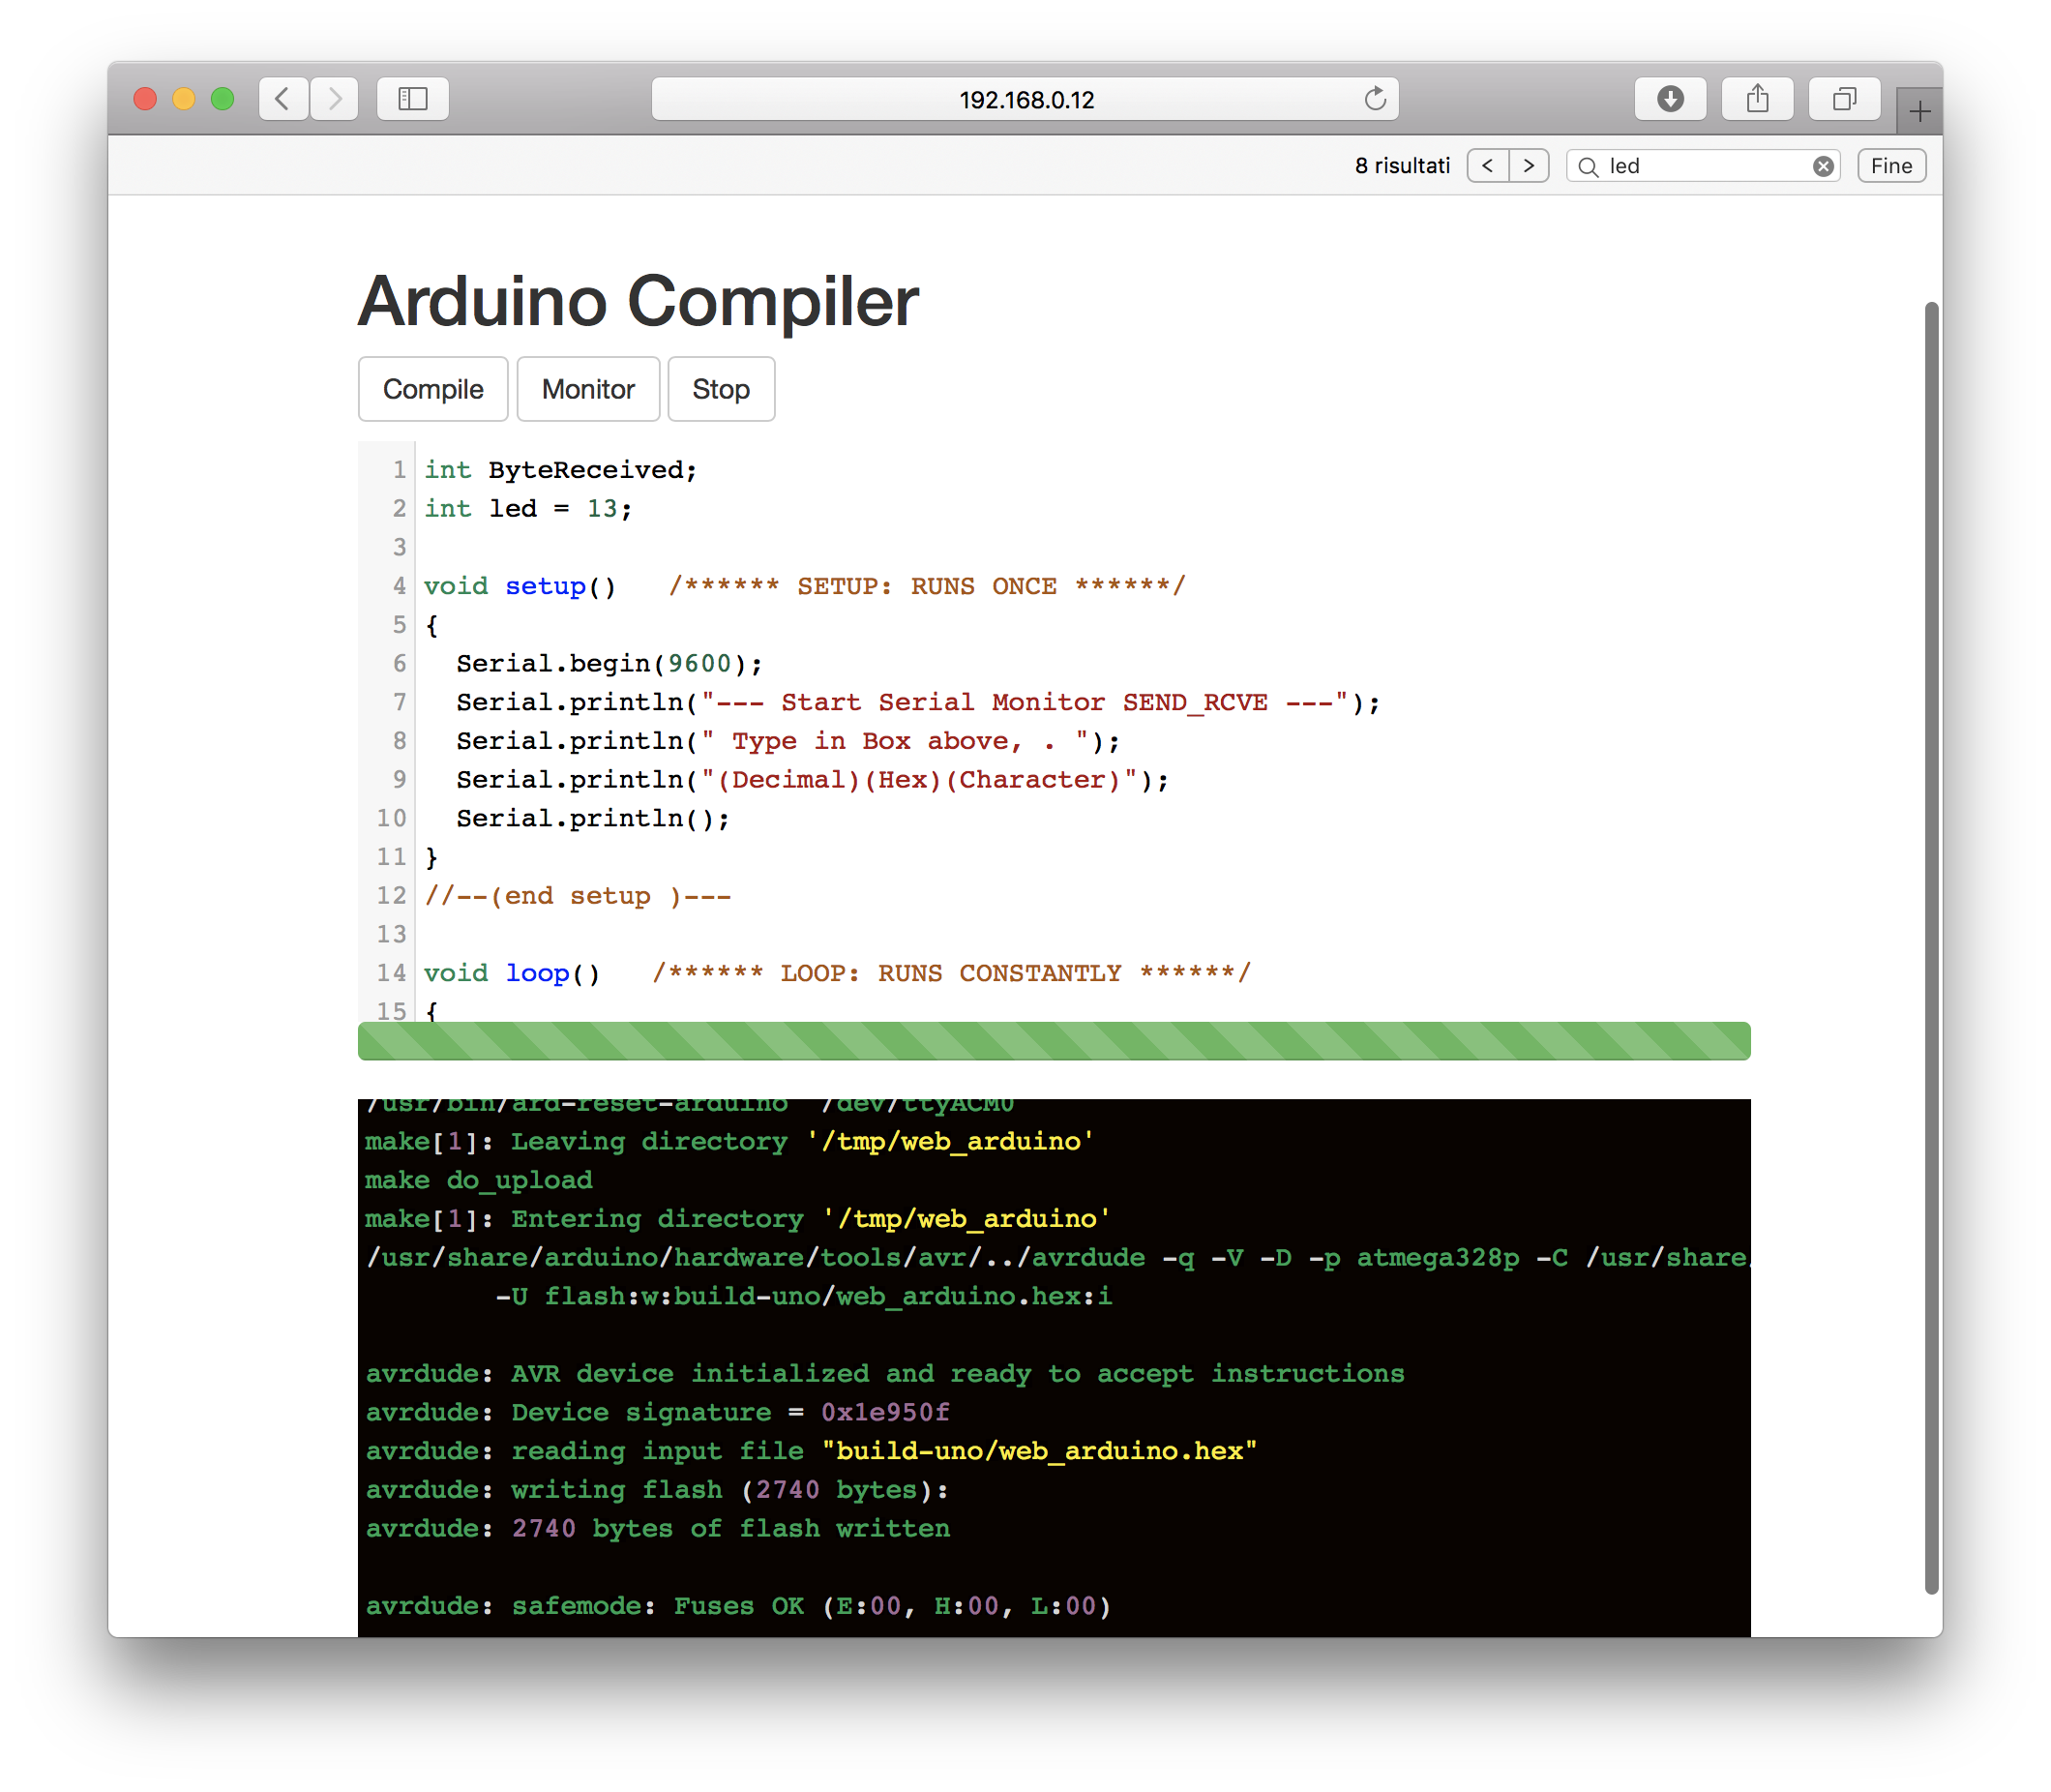 192.168.0.12
8 risultati < > led Fine
Arduino Compiler
Compile Monitor Stop
1 int ByteReceived;
2 int led = 13;
3
4 void setup()   /****** SETUP: RUNS ONCE ******/
5 {
6   Serial.begin(9600);
7   Serial.println("--- Start Serial Monitor SEND_RCVE ---");
8   Serial.println(" Type in Box above, . ");
9   Serial.println("(Decimal)(Hex)(Character)");
10   Serial.println();
11 }
12 //--(end setup )---
13
14 void loop()   /****** LOOP: RUNS CONSTANTLY ******/
15 {
/usr/bin/ard-reset-arduino  /dev/ttyACM0
make[1]: Leaving directory '/tmp/web_arduino'
make do_upload
make[1]: Entering directory '/tmp/web_arduino'
/usr/share/arduino/hardware/tools/avr/../avrdude -q -V -D -p atmega328p -C /usr/share/
-U flash:w:build-uno/web_arduino.hex:i
avrdude: AVR device initialized and ready to accept instructions
avrdude: Device signature = 0x1e950f
avrdude: reading input file "build-uno/web_arduino.hex"
avrdude: writing flash (2740 bytes):
avrdude: 2740 bytes of flash written
avrdude: safemode: Fuses OK (E:00, H:00, L:00)